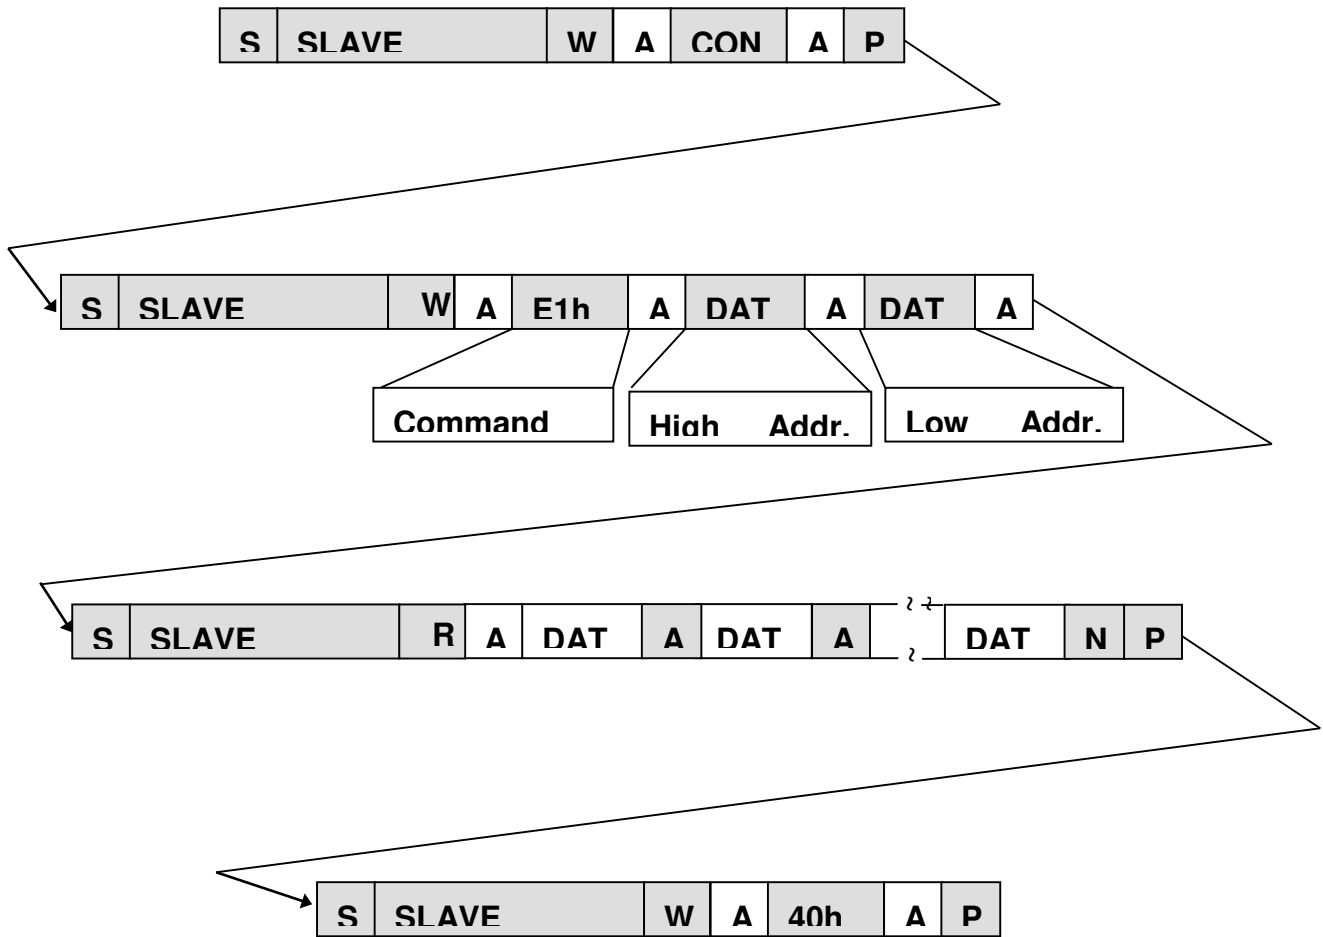 S SLAVE W A CON A P
S SLAVE W A E1h A DAT A DAT A
Command High Addr. Low Addr.
S SLAVE R A DAT A DAT A DAT N P
S SLAVE W A 40h A P